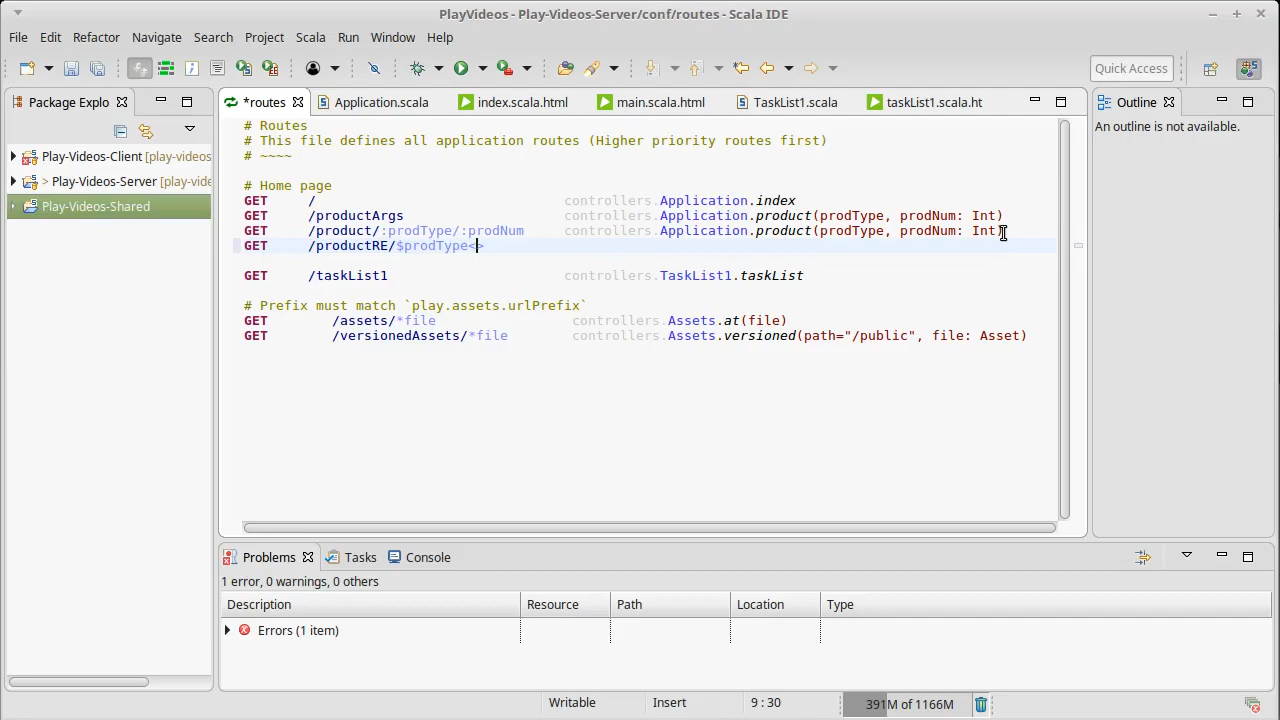 PlayVideos - Play-Videos-Server/conf/routes - Scala IDE
File Edit Refactor Navigate Search Project Scala Run Window Help
Quick Access
Package Explo
*routes
Application.scala
index.scala.html
main.scala.html
TaskList1.scala
taskList1.scala.ht
Outline
An outline is not available.
Play-Videos-Client [play-videos
> Play-Videos-Server [play-vide
Play-Videos-Shared
# Routes
# This file defines all application routes (Higher priority routes first)
# ~~~~
# Home page
GET / controllers.Application.index
GET /productArgs controllers.Application.product(prodType, prodNum: Int)
GET /product/:prodType/:prodNum controllers.Application.product(prodType, prodNum: Int)
GET /productRE/$prodType<>
GET /taskList1 controllers.TaskList1.taskList
# Prefix must match `play.assets.urlPrefix`
GET /assets/*file controllers.Assets.at(file)
GET /versionedAssets/*file controllers.Assets.versioned(path="/public", file: Asset)
Problems
Tasks
Console
1 error, 0 warnings, 0 others
Description Resource Path Location Type
Errors (1 item)
Writable Insert 9 : 30 391M of 1166M